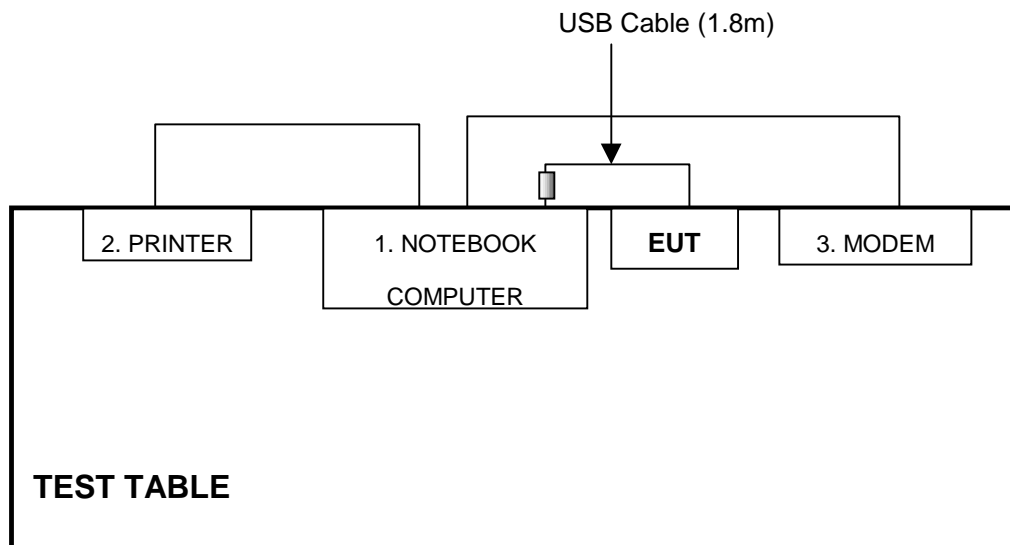 USB Cable (1.8m)
2. PRINTER
1. NOTEBOOK
COMPUTER
EUT
3. MODEM
TEST TABLE